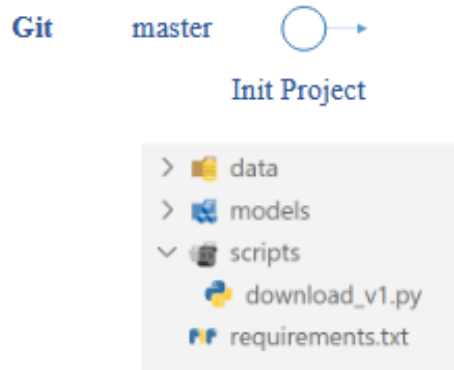 Git master
Init Project
data
models
scripts
download_v1.py
requirements.txt